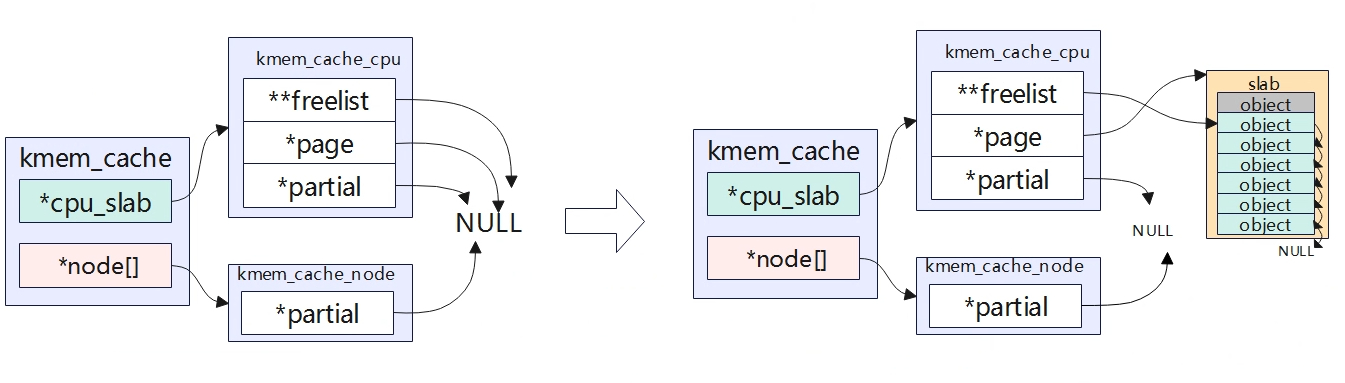 kmem_cache
*cpu_slab
*node[]
kmem_cache_cpu
**freelist
*page
*partial
NULL
kmem_cache_node
*partial
kmem_cache
*cpu_slab
*node[]
kmem_cache_cpu
**freelist
*page
*partial
NULL
kmem_cache_node
*partial
slab
object
object
object
object
object
object
object
NULL